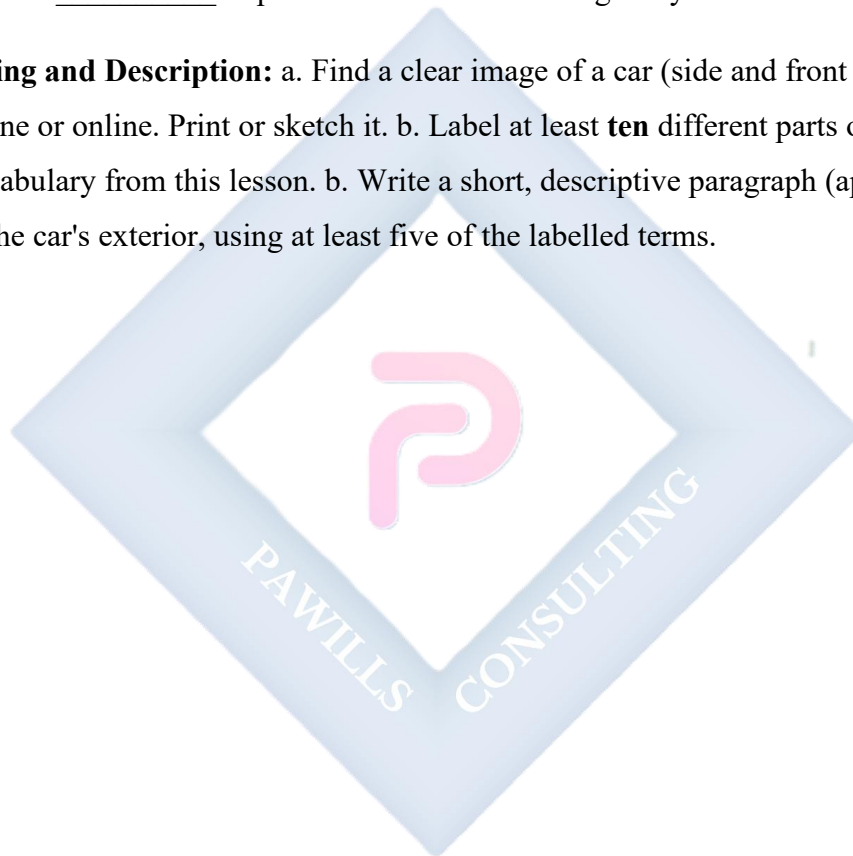 ing and Description: a. Find a clear image of a car (side and front
ne or online. Print or sketch it. b. Label at least ten different parts
abulary from this lesson. b. Write a short, descriptive paragraph
he car's exterior, using at least five of the labelled terms.
PAWILLS CONSULTING